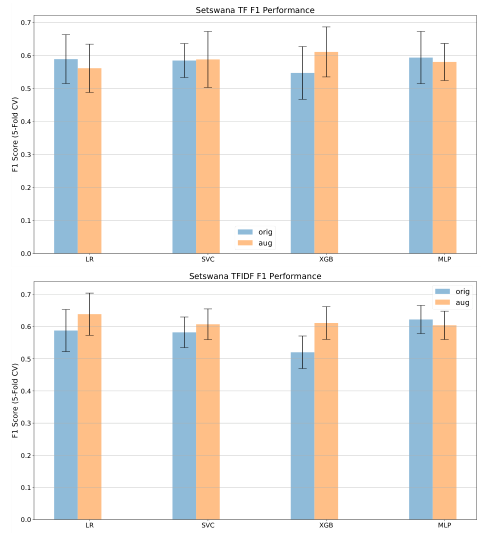 Setswana TF F1 Performance
F1 Score (5-Fold CV)
0.7
0.6
0.5
0.4
0.3
0.2
0.1
0.0
orig
aug
LR SVC XGB MLP
Setswana TFIDF F1 Performance
F1 Score (5-Fold CV)
orig
aug
0.7
0.6
0.5
0.4
0.3
0.2
0.1
0.0
LR SVC XGB MLP